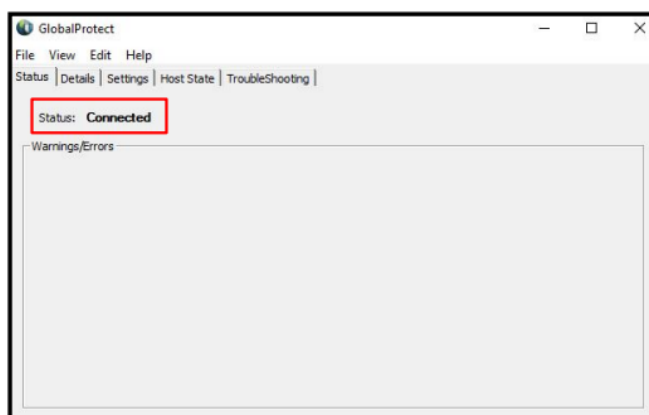 GlobalProtect
File View Edit Help
Status Details Settings Host State TroubleShooting
Status: Connected
Warnings/Errors